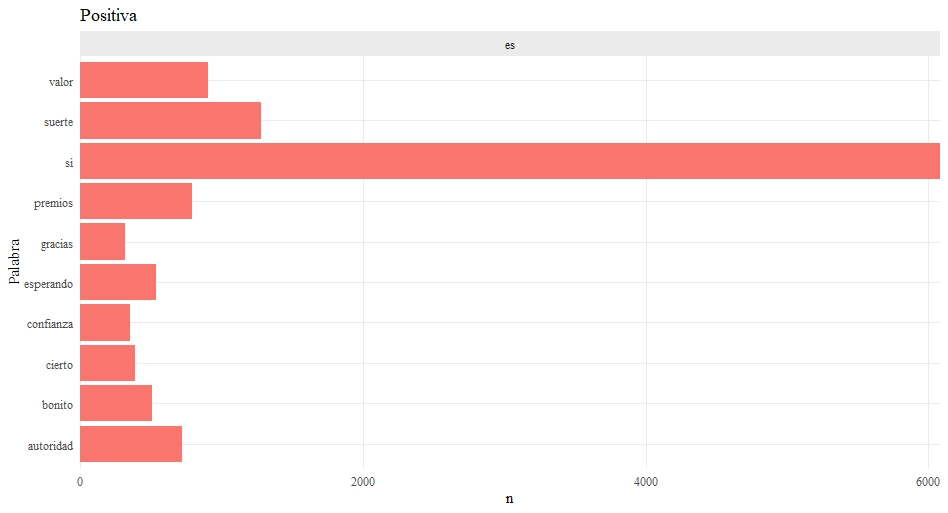 Positiva
es
valor
suerte
si
premios
gracias
esperando
confianza
cierto
bonito
autoridad
Palabra
0 2000 4000 6000
n